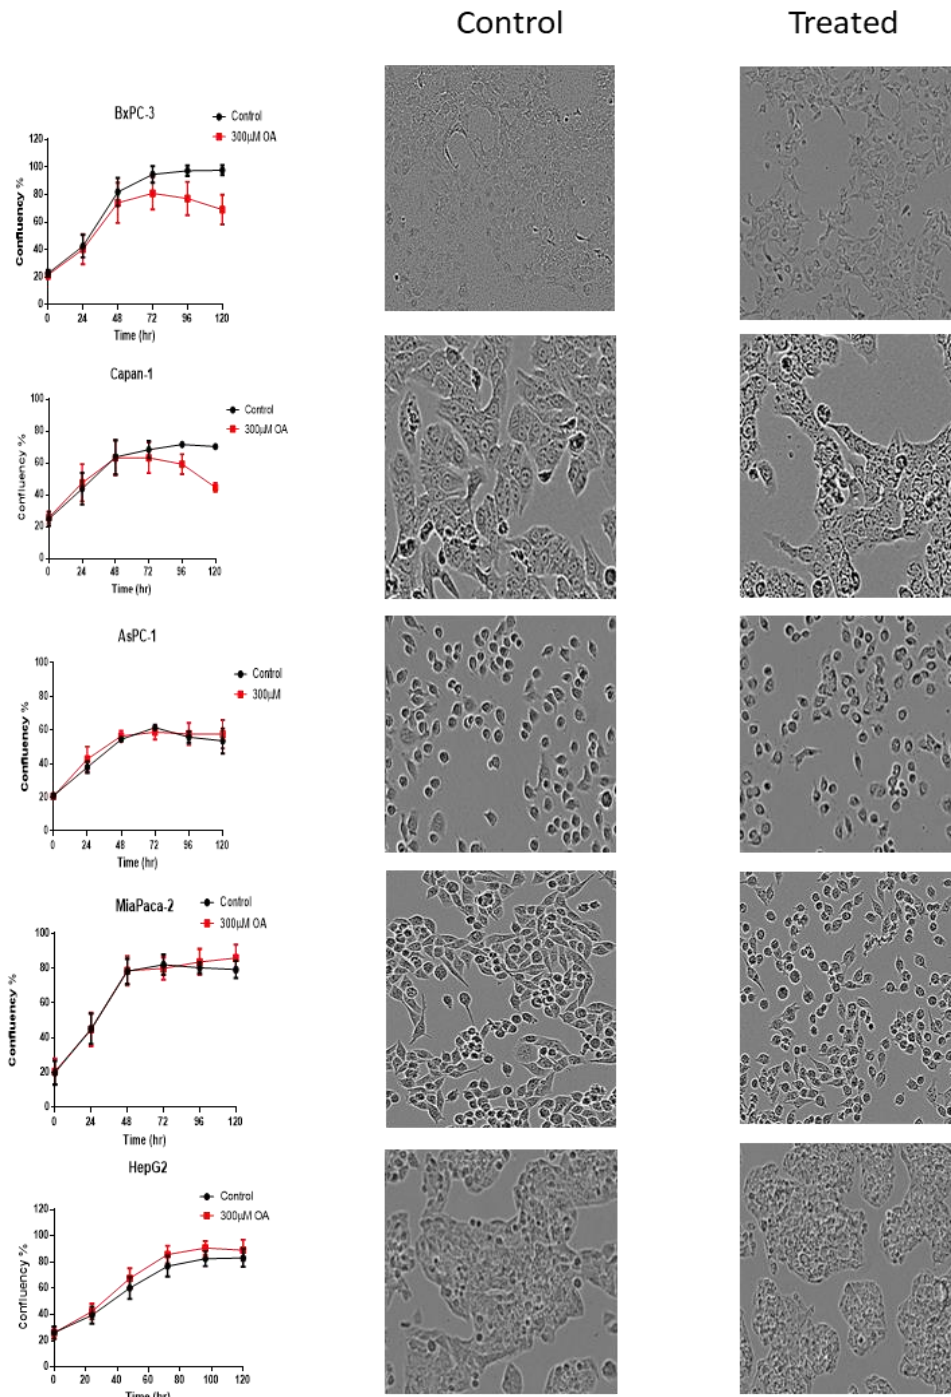 Control
Treated
BxPC-3
Control
300µM OA
Confluency %
120
100
80
60
40
20
0
0 24 48 72 96 120
Time (hr)
Capan-1
Control
300µM OA
Confluency %
100
80
60
40
20
0
0 24 48 72 96 120
Time (hr)
AsPC-1
Control
300µM
Confluency %
100
80
60
40
20
0
0 24 48 72 96 120
Time (hr)
MiaPaca-2
Control
300µM OA
Confluency %
100
80
60
40
20
0
0 24 48 72 96 120
Time (hr)
HepG2
Control
300µM OA
Confluency %
120
100
80
60
40
20
0
0 20 40 60 80 100 120
Time (hr)